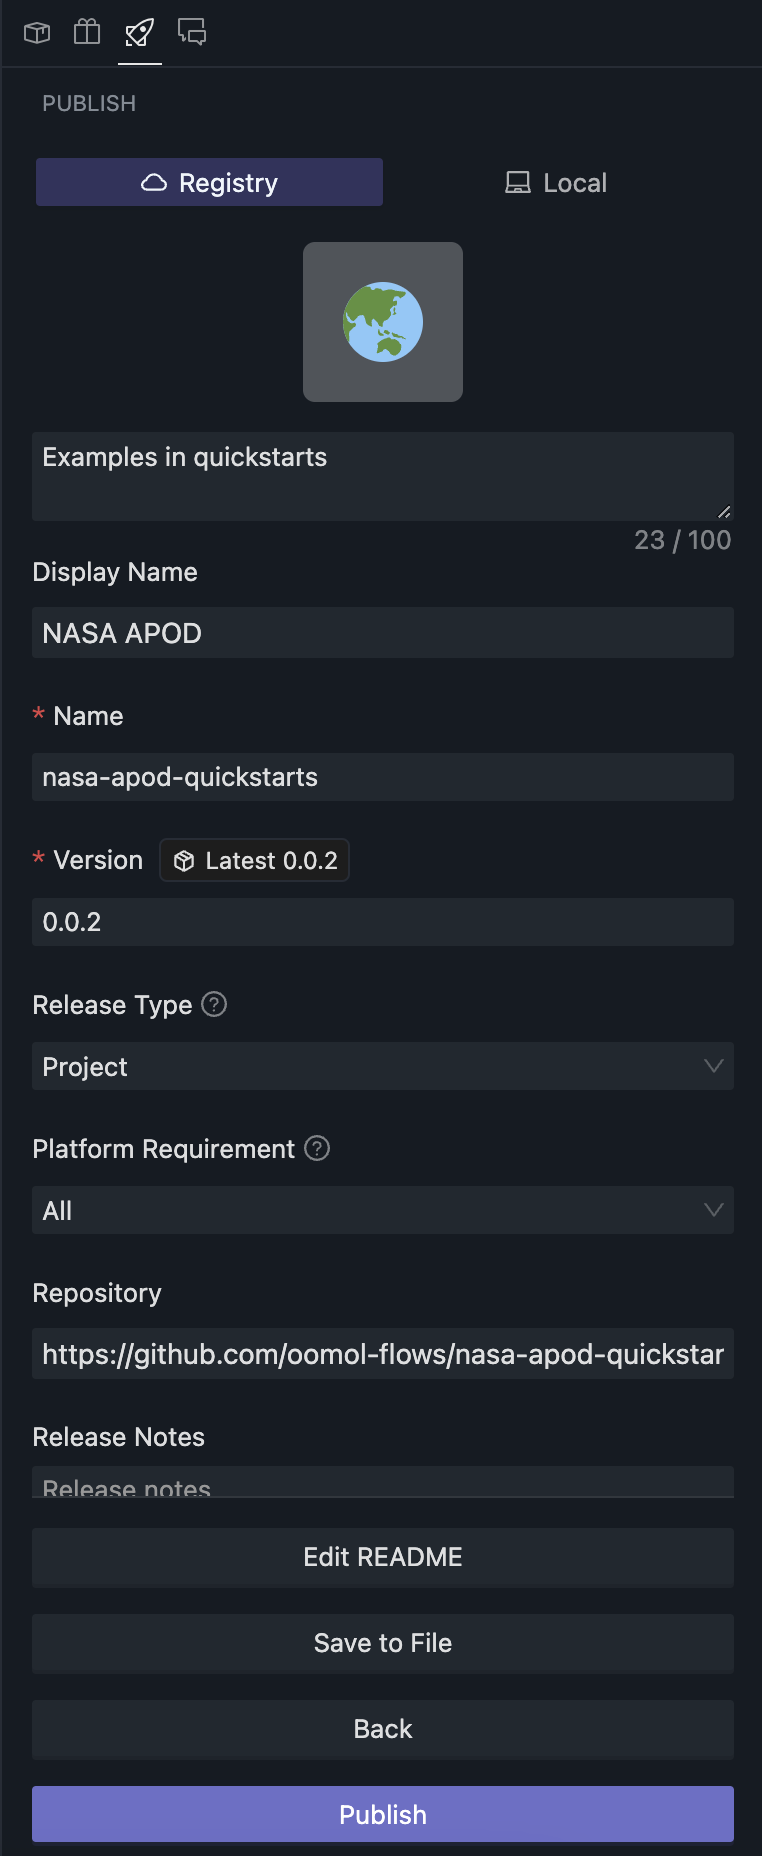 PUBLISH
Registry
Local
Examples in quickstarts
23 / 100
Display Name
NASA APOD
* Name
nasa-apod-quickstarts
* Version
Latest 0.0.2
0.0.2
Release Type
Project
Platform Requirement
All
Repository
https://github.com/oomol-flows/nasa-apod-quickstar
Release Notes
Release notes
Edit README
Save to File
Back
Publish